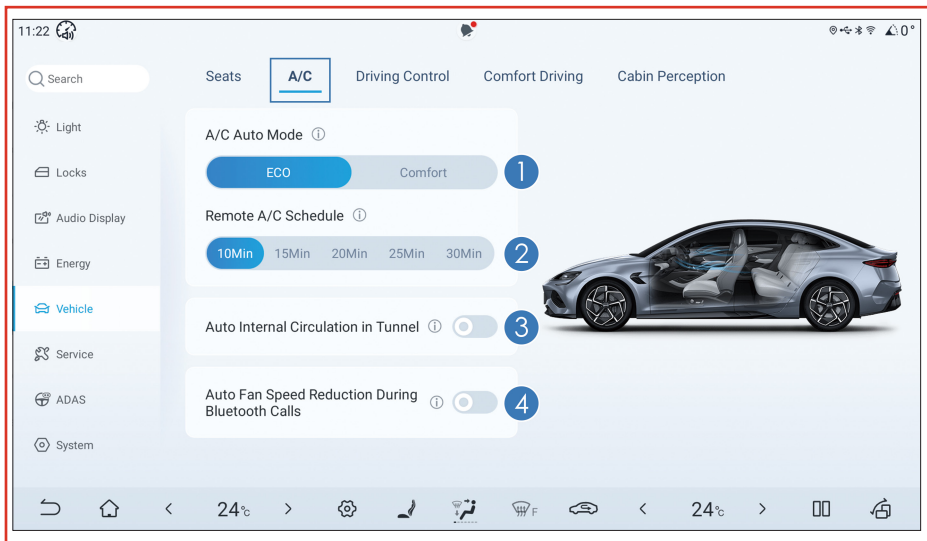 11:22
0°
Search
Seats A/C Driving Control Comfort Driving Cabin Perception
Light
Locks
Audio Display
Energy
Vehicle
Service
ADAS
System
A/C Auto Mode
ECO Comfort 1
Remote A/C Schedule
10Min 15Min 20Min 25Min 30Min 2
Auto Internal Circulation in Tunnel 3
Auto Fan Speed Reduction During
Bluetooth Calls 4
< 24°c > F < 24°c >